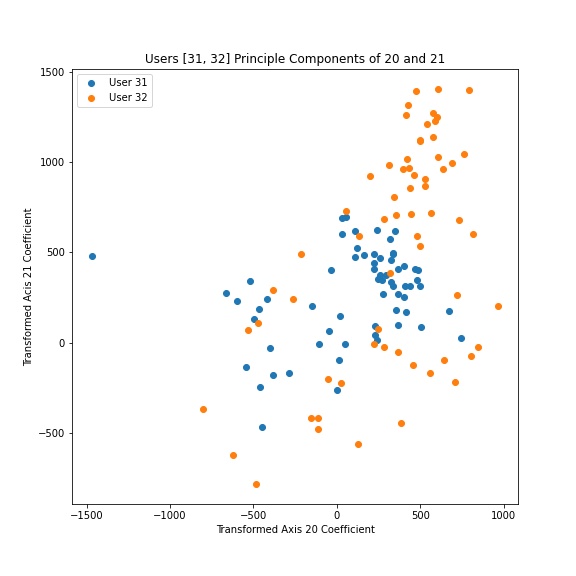 Users [31, 32] Principle Components of 20 and 21
User 31
User 32
1500
1000
500
0
−500
Transformed Acis 21 Coefficient
−1500
−1000
−500
0
500
1000
Transformed Axis 20 Coefficient